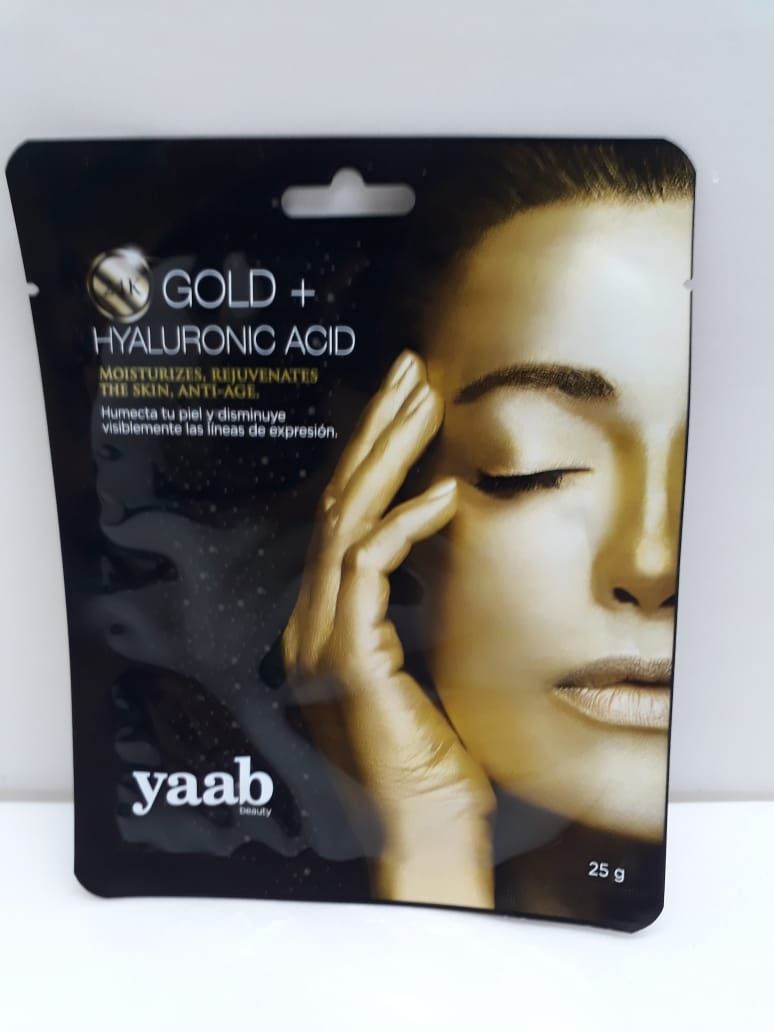 24K GOLD +
HYALURONIC ACID
MOISTURIZES, REJUVENATES
THE SKIN, ANTI-AGE.
Humecta tu piel y disminuye
visiblemente las líneas de expresión.
yaab
beauty
25 g